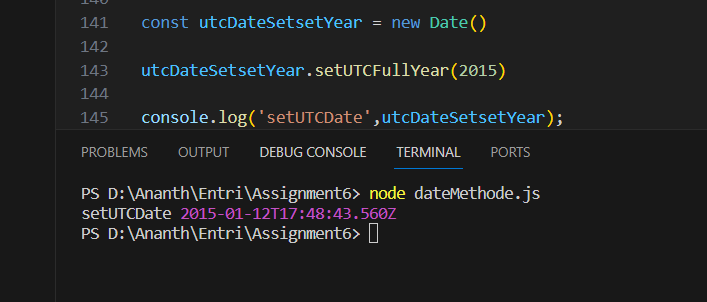 140
141 const utcDateSetsetYear = new Date()
142
143 utcDateSetsetYear.setUTCFullYear(2015)
144
145 console.log('setUTCDate',utcDateSetsetYear);
PROBLEMS OUTPUT DEBUG CONSOLE TERMINAL PORTS
PS D:\Ananth\Entri\Assignment6> node dateMethode.js
setUTCDate 2015-01-12T17:48:43.560Z
PS D:\Ananth\Entri\Assignment6>